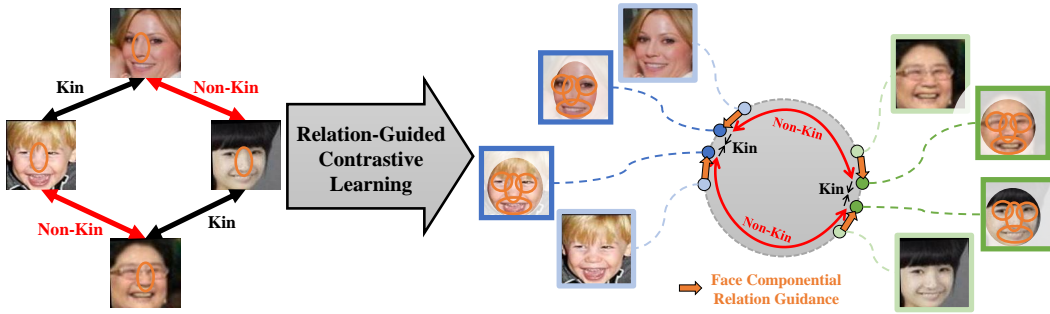 Kin
Non-Kin
Non-Kin
Kin
Relation-Guided
Contrastive
Learning
Non-Kin
Kin
Kin
Non-Kin
Face Componential
Relation Guidance